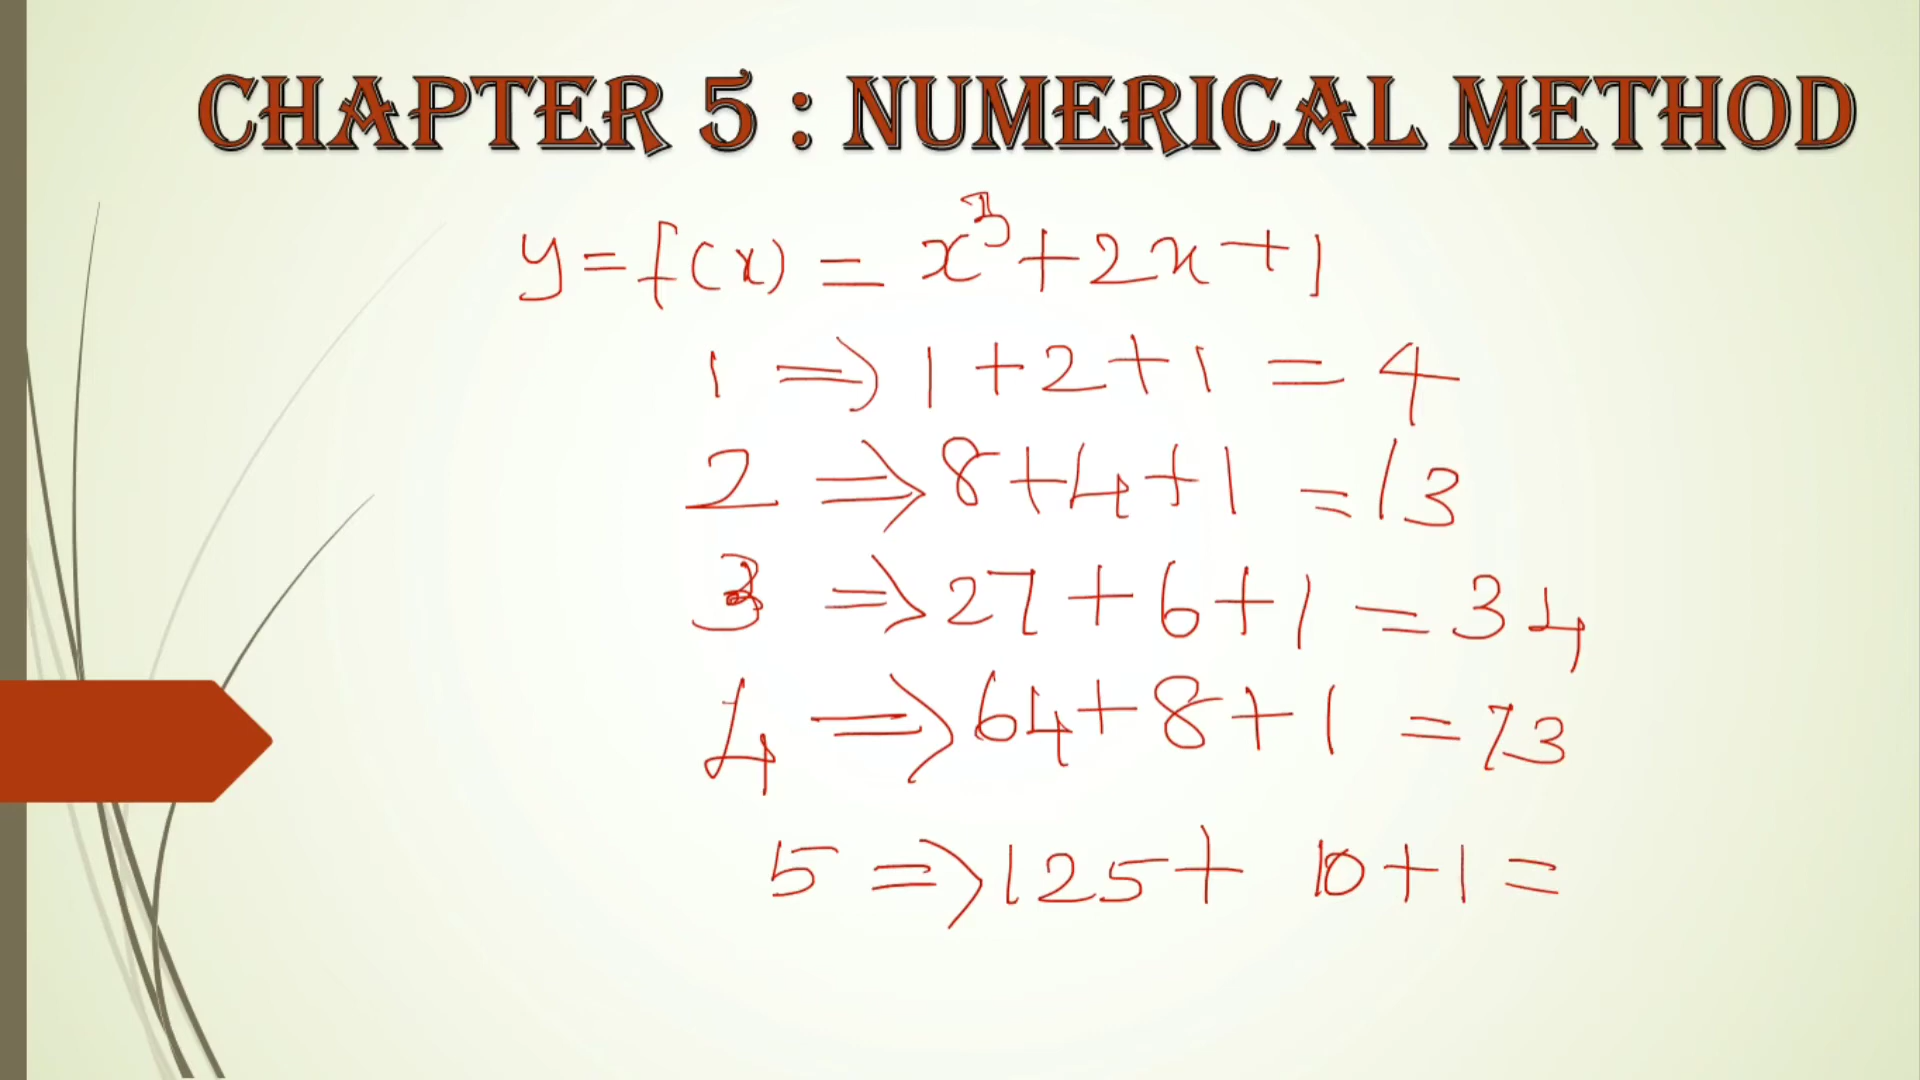 CHAPTER 5 : NUMERICAL METHOD
y = f(x) = x³ + 2x + 1
1 ⇒ 1 + 2 + 1 = 4
2 ⇒ 8 + 4 + 1 = 13
3 ⇒ 27 + 6 + 1 = 34
4 ⇒ 64 + 8 + 1 = 73
5 ⇒ 125 + 10 + 1 =